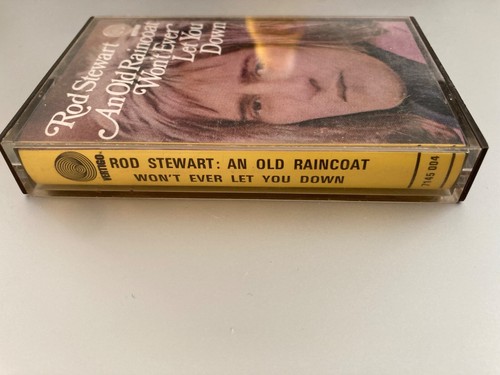 Rod Stewart
An Old Raincoat
Won't Ever
Let You
Down
VERTIGO
ROD STEWART: AN OLD RAINCOAT
WON'T EVER LET YOU DOWN
7145 004